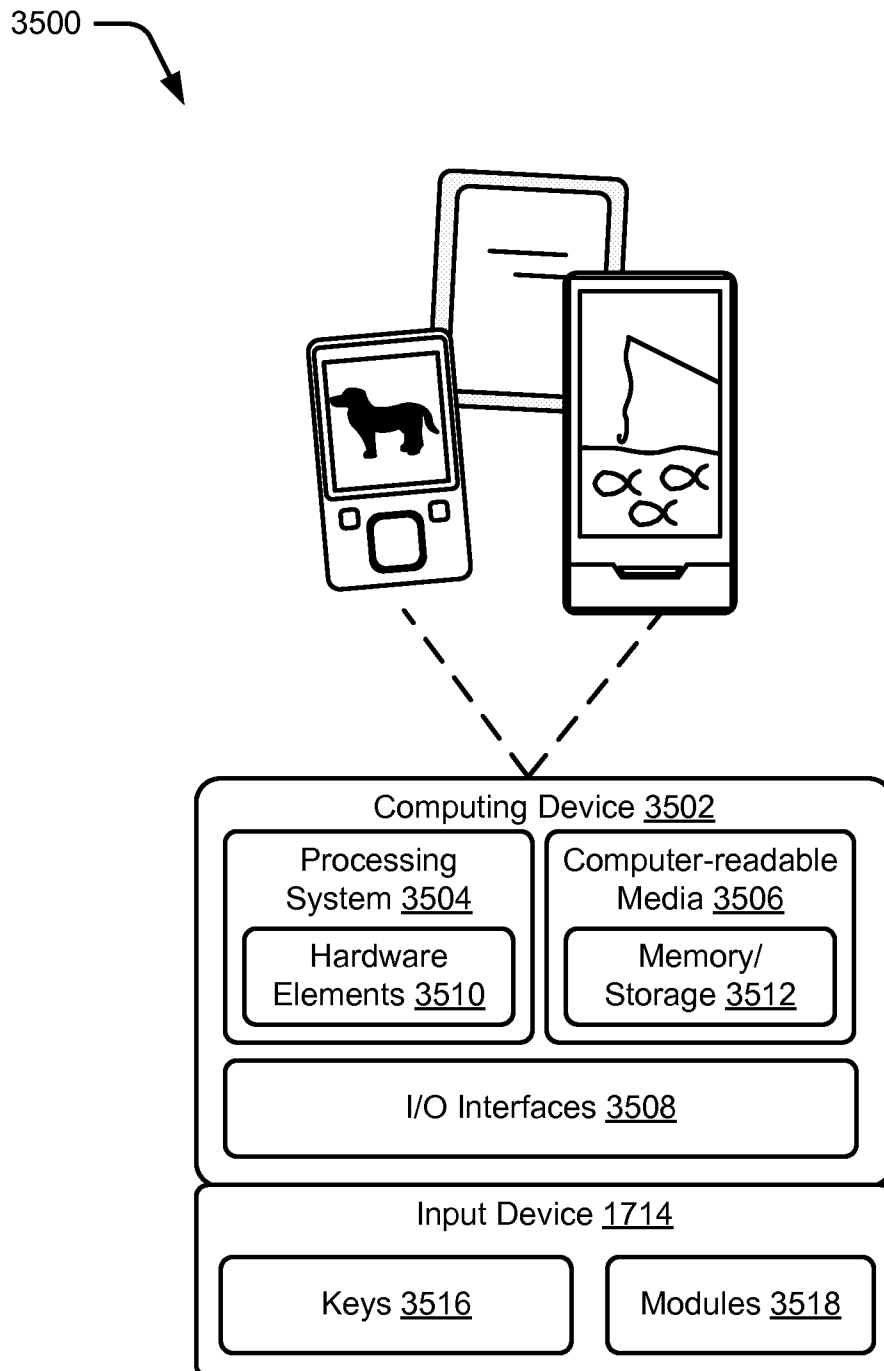 3500
Computing Device 3502
Processing
System 3504
Hardware
Elements 3510
Computer-readable
Media 3506
Memory/
Storage 3512
I/O Interfaces 3508
Input Device 1714
Keys 3516
Modules 3518